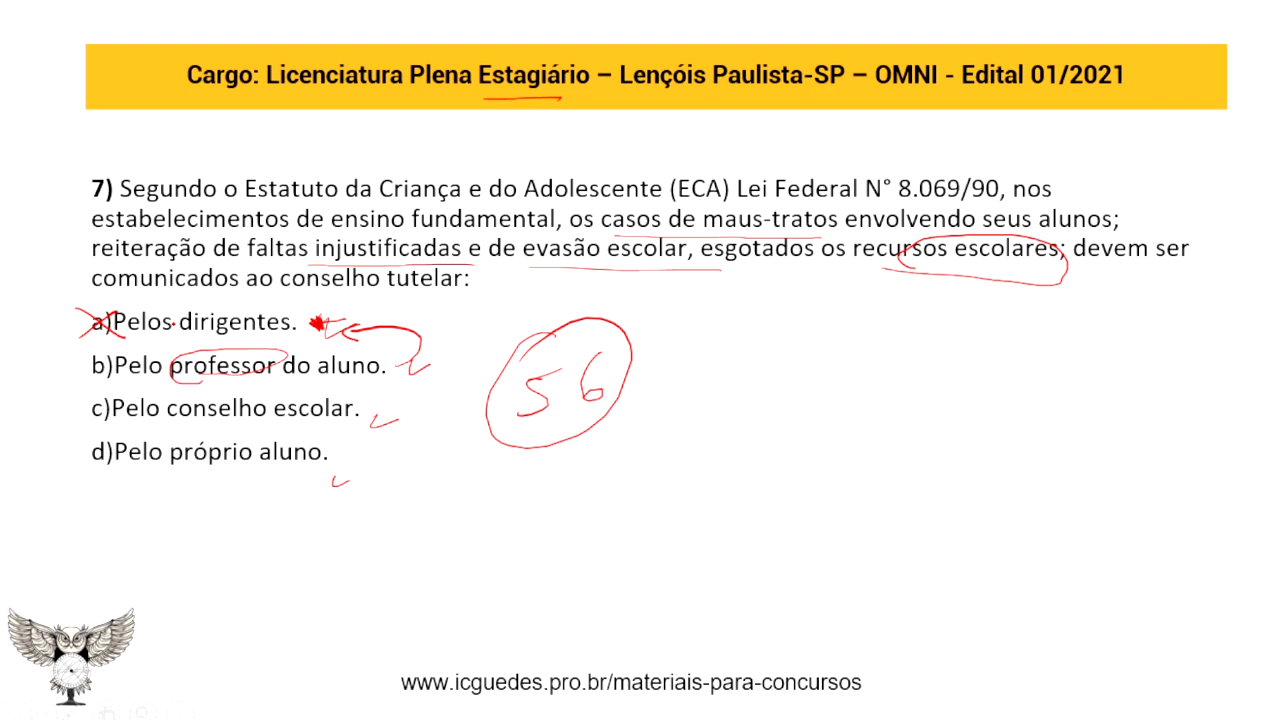 Cargo: Licenciatura Plena Estagiário – Lençóis Paulista-SP – OMNI - Edital 01/2021
7) Segundo o Estatuto da Criança e do Adolescente (ECA) Lei Federal N° 8.069/90, nos
estabelecimentos de ensino fundamental, os casos de maus-tratos envolvendo seus alunos;
reiteração de faltas injustificadas e de evasão escolar, esgotados os recursos escolares; devem ser
comunicados ao conselho tutelar:
a)Pelos dirigentes.
b)Pelo professor do aluno.
c)Pelo conselho escolar.
d)Pelo próprio aluno.
56
www.icguedes.pro.br/materiais-para-concursos